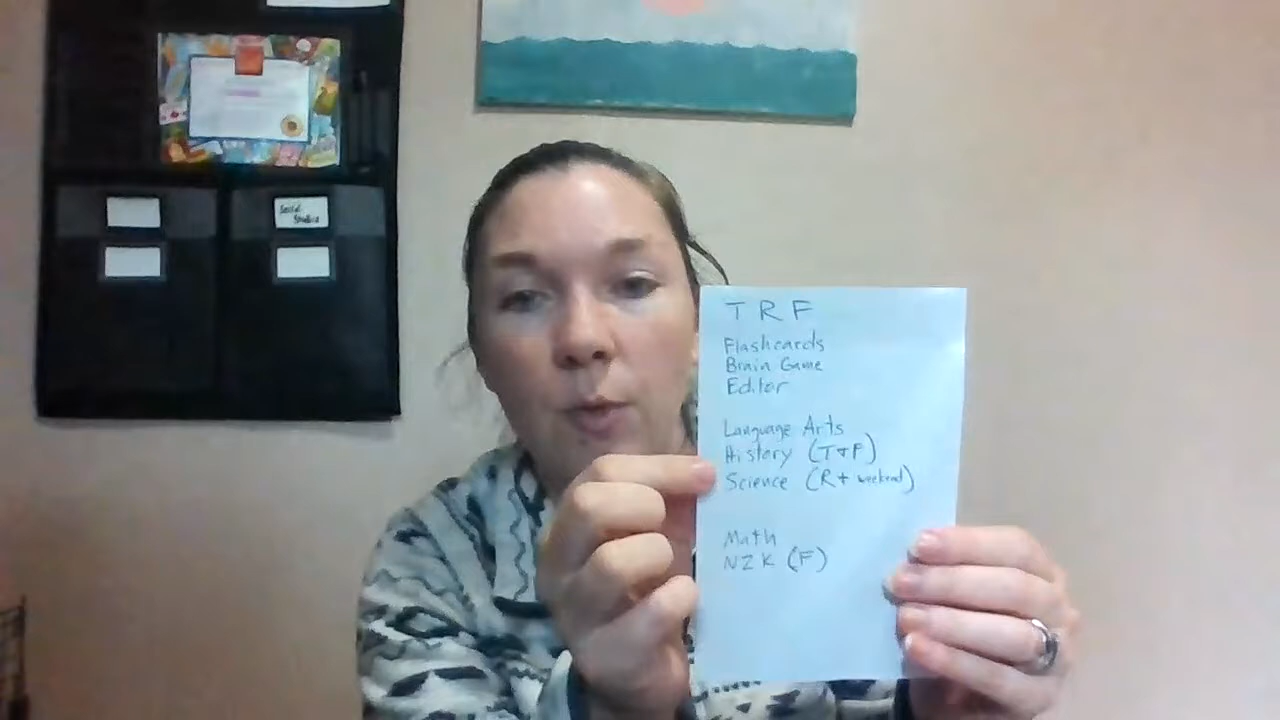 Social
Studies
T R F
Flashcards
Brain Game
Editor
Language Arts
History (T+F)
Science (R+ weekend)
Math
NZK (F)